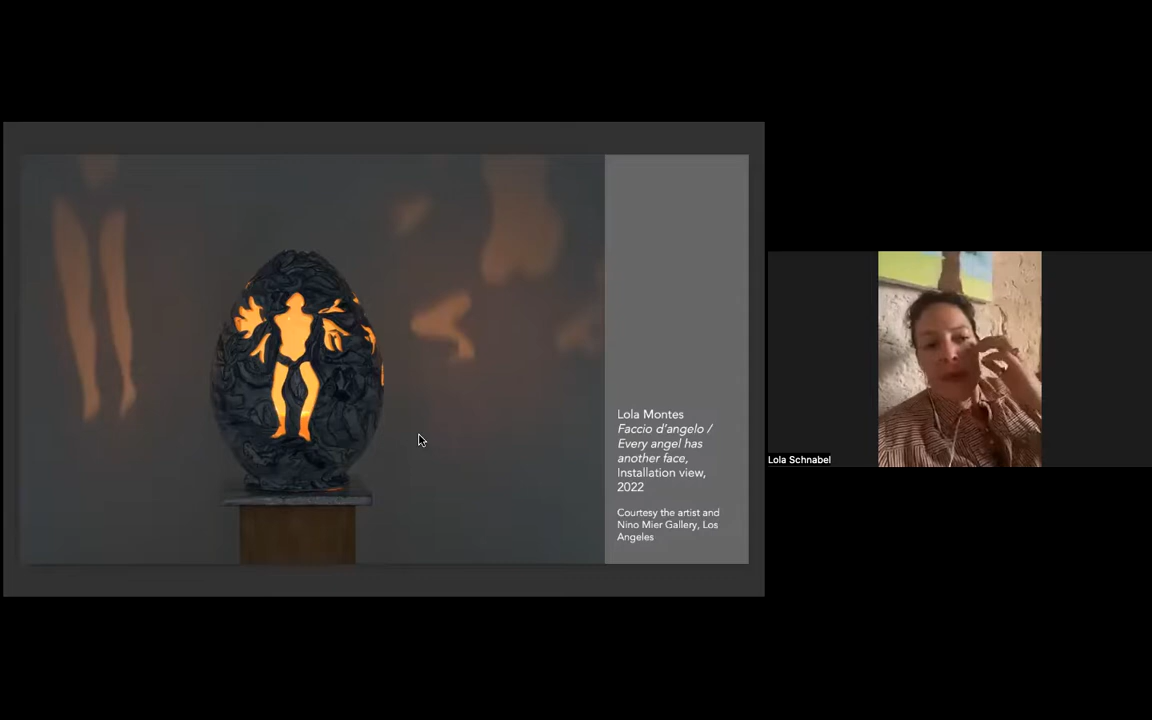 Lola Montes
Faccio d'angelo /
Every angel has
another face,
Installation view,
2022
Courtesy the artist and
Nino Mier Gallery, Los
Angeles
Lola Schnabel